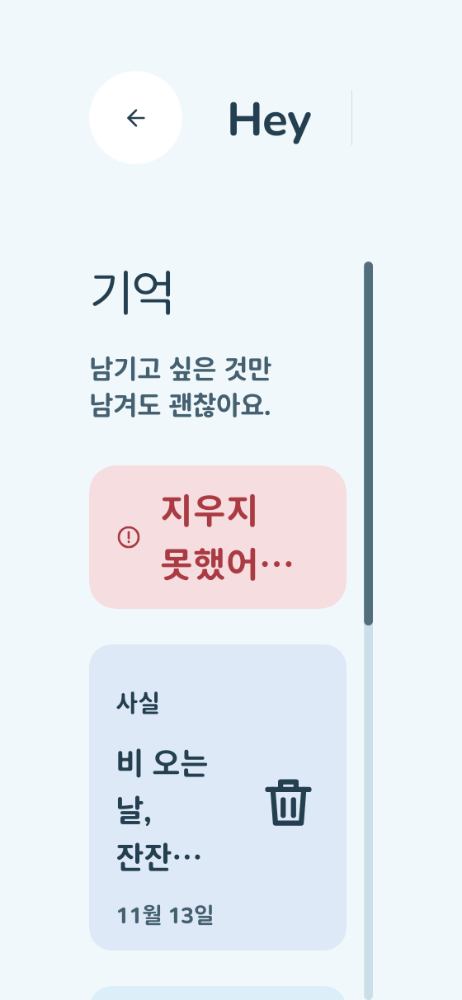 Hey
기억
남기고 싶은 것만
남겨도 괜찮아요.
지우지
못했어…
사실
비 오는
날,
잔잔…
11월 13일